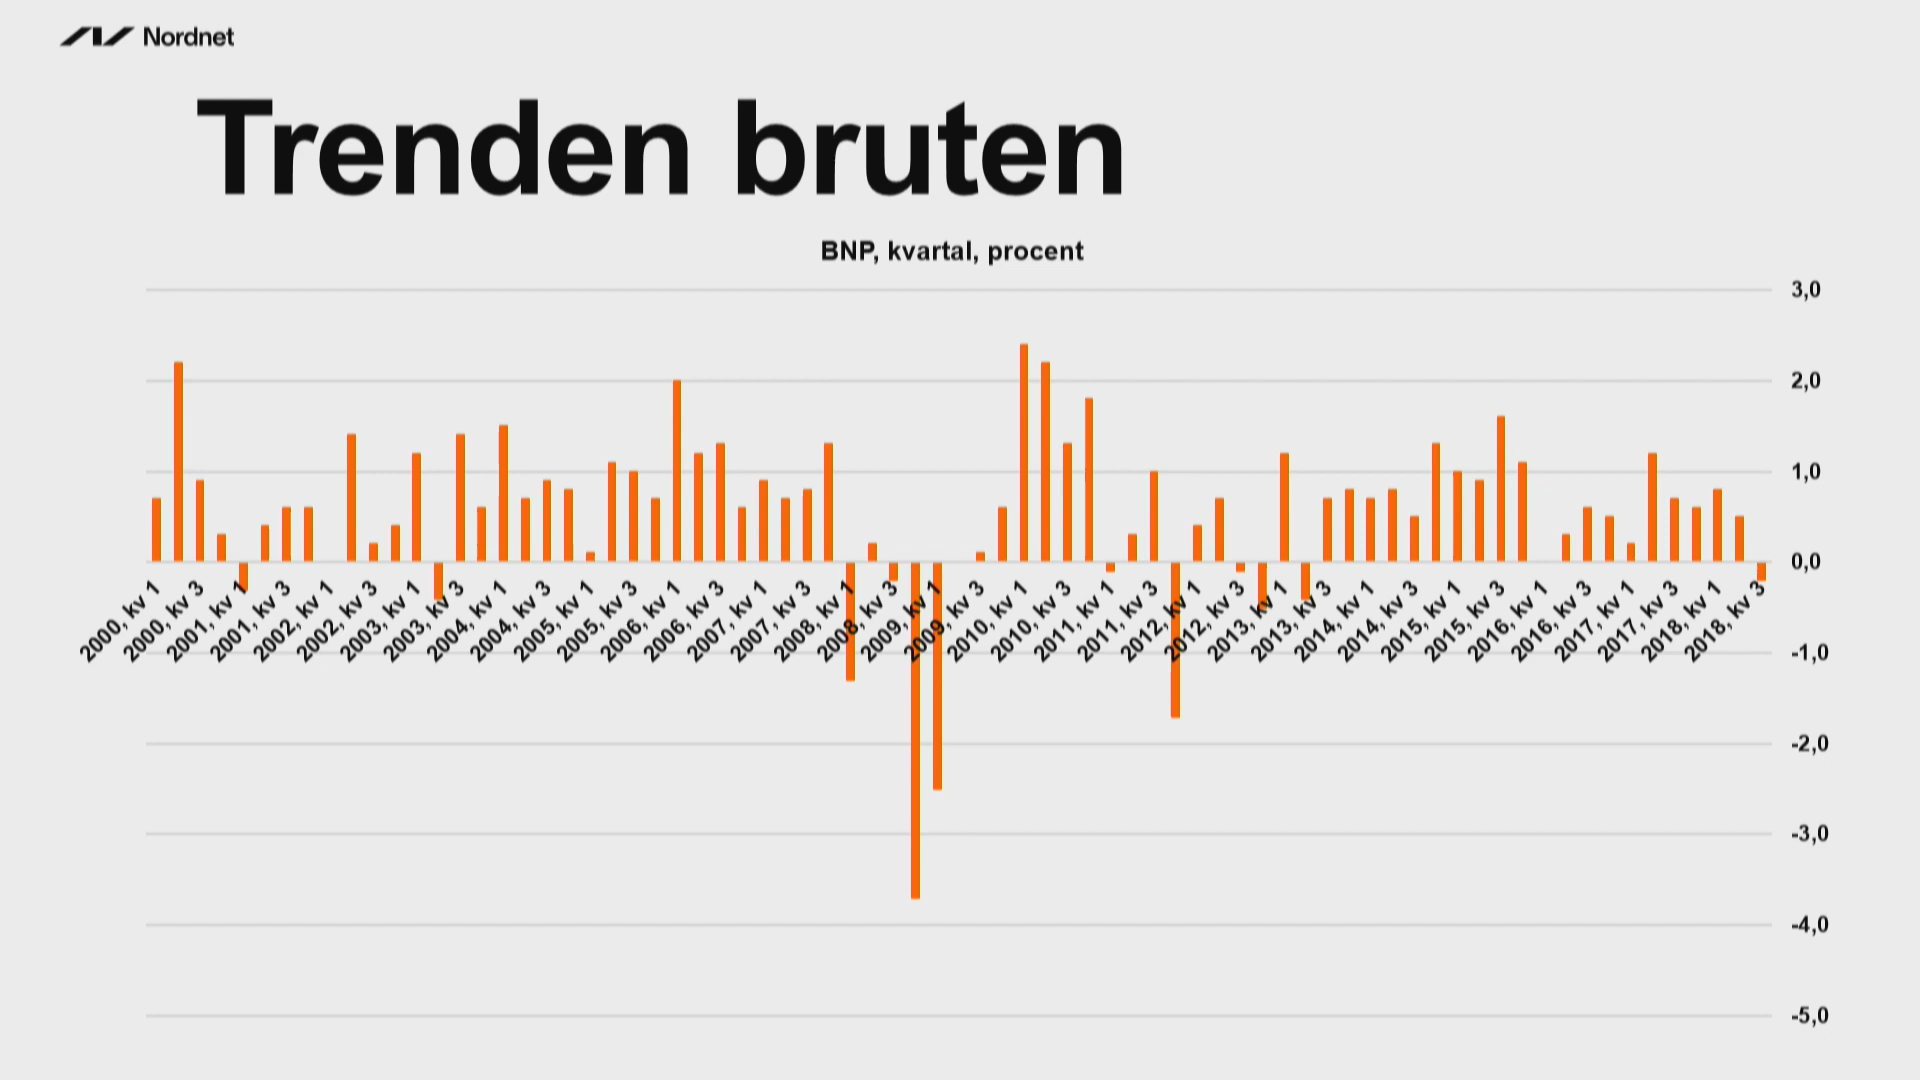 Nordnet
Trenden bruten
BNP, kvartal, procent
3,0
2,0
1,0
0,0
-1,0
-2,0
-3,0
-4,0
-5,0
2000, kv 1
2000, kv 3
2001, kv 1
2001, kv 3
2002, kv 1
2002, kv 3
2003, kv 1
2003, kv 3
2004, kv 1
2004, kv 3
2005, kv 1
2005, kv 3
2006, kv 1
2006, kv 3
2007, kv 1
2007, kv 3
2008, kv 1
2008, kv 3
2009, kv 1
2009, kv 3
2010, kv 1
2010, kv 3
2011, kv 1
2011, kv 3
2012, kv 1
2012, kv 3
2013, kv 1
2013, kv 3
2014, kv 1
2014, kv 3
2015, kv 1
2015, kv 3
2016, kv 1
2016, kv 3
2017, kv 1
2017, kv 3
2018, kv 1
2018, kv 3